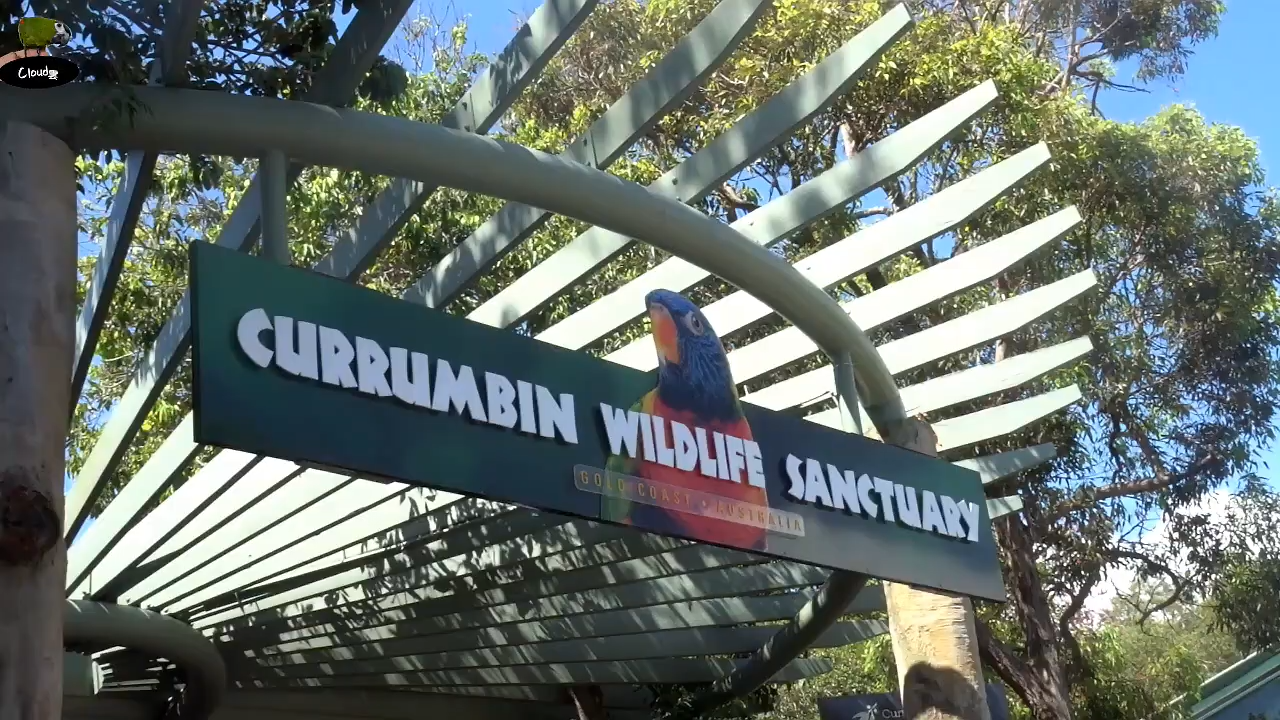 Cloud
CURRUMBIN WILDLIFE SANCTUARY
GOLD COAST • AUSTRALIA